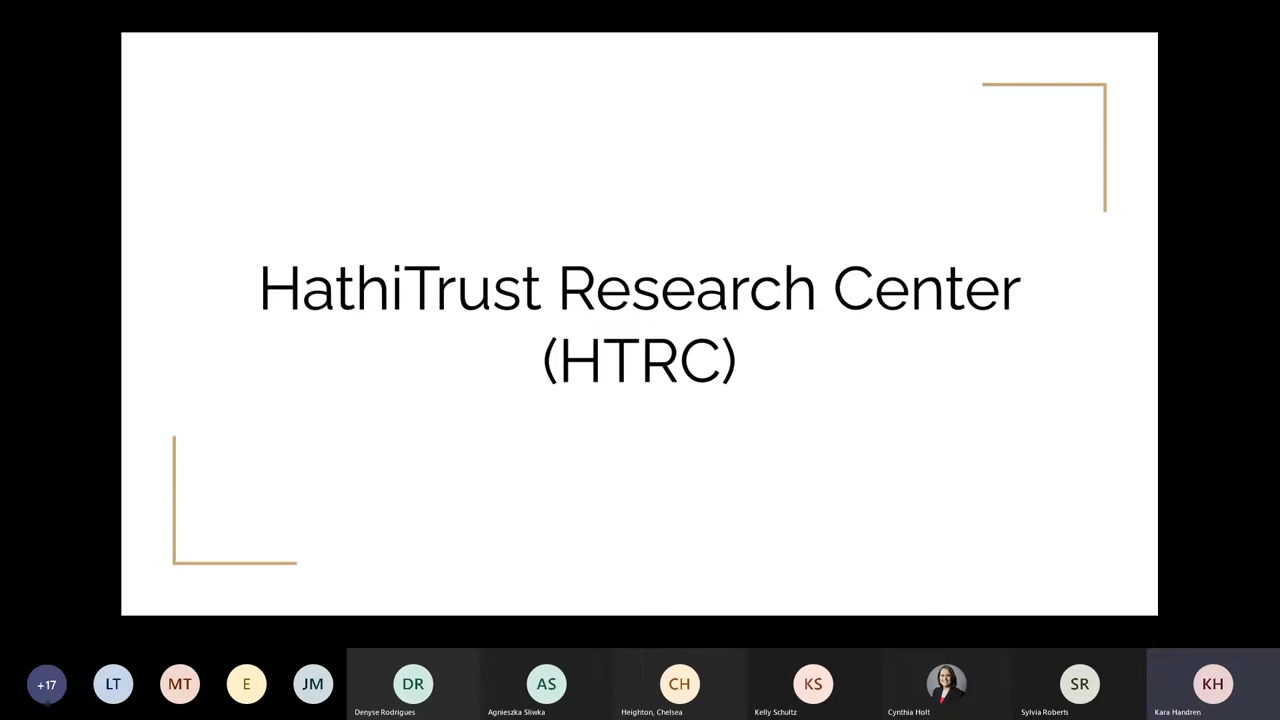 HathiTrust Research Center
(HTRC)
+17
LT
MT
E
JM
DR
AS
CH
KS
SR
KH
Denyse Rodrigues
Agnieszka Sliwka
Heighton, Chelsea
Kelly Schultz
Cynthia Holt
Sylvia Roberts
Kara Handren